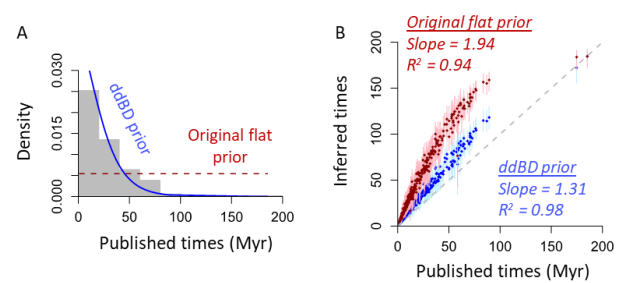 A
0.030
0.015
0.000
Density
ddBD prior
Original flat
prior
0
50
100
150
200
Published times (Myr)
B
Original flat prior
Slope = 1.94
R² = 0.94
200
150
100
50
0
Inferred times
ddBD prior
Slope = 1.31
R² = 0.98
0
50
100
150
200
Published times (Myr)